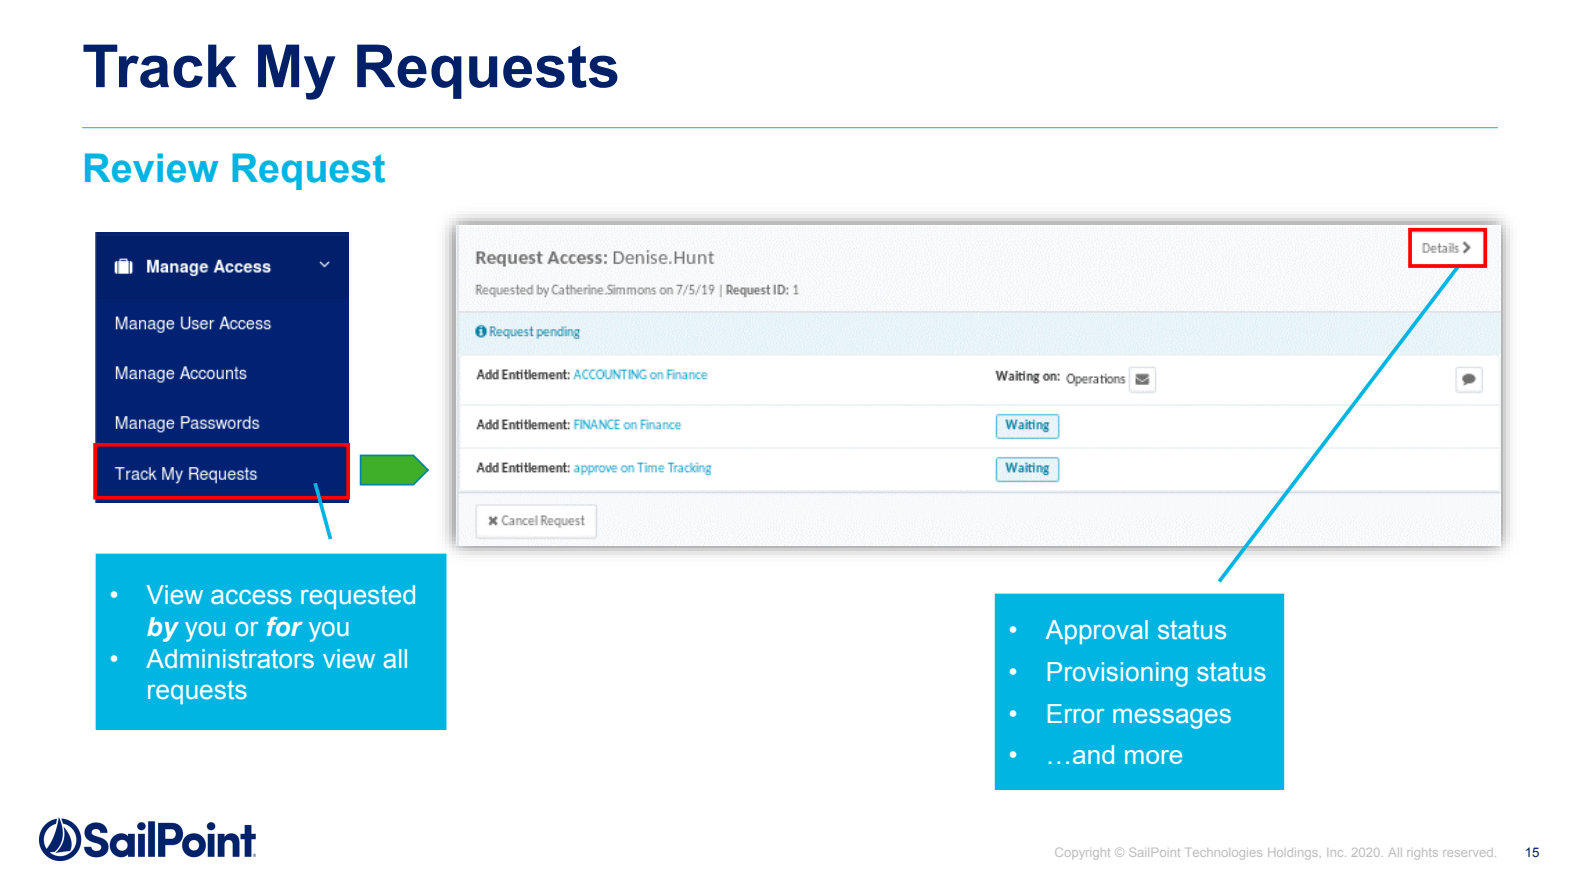 Track My Requests
Review Request
Manage Access
Manage User Access
Manage Accounts
Manage Passwords
Track My Requests
Request Access: Denise.Hunt
Details
Requested by Catherine.Simmons on 7/5/19 | Request ID: 1
Request pending
Add Entitlement: ACCOUNTING on Finance
Waiting on: Operations
Add Entitlement: FINANCE on Finance
Waiting
Add Entitlement: approve on Time Tracking
Waiting
Cancel Request
• View access requested
by you or for you
• Administrators view all
requests
• Approval status
• Provisioning status
• Error messages
• …and more
SailPoint
Copyright © SailPoint Technologies Holdings, Inc. 2020. All rights reserved.
15